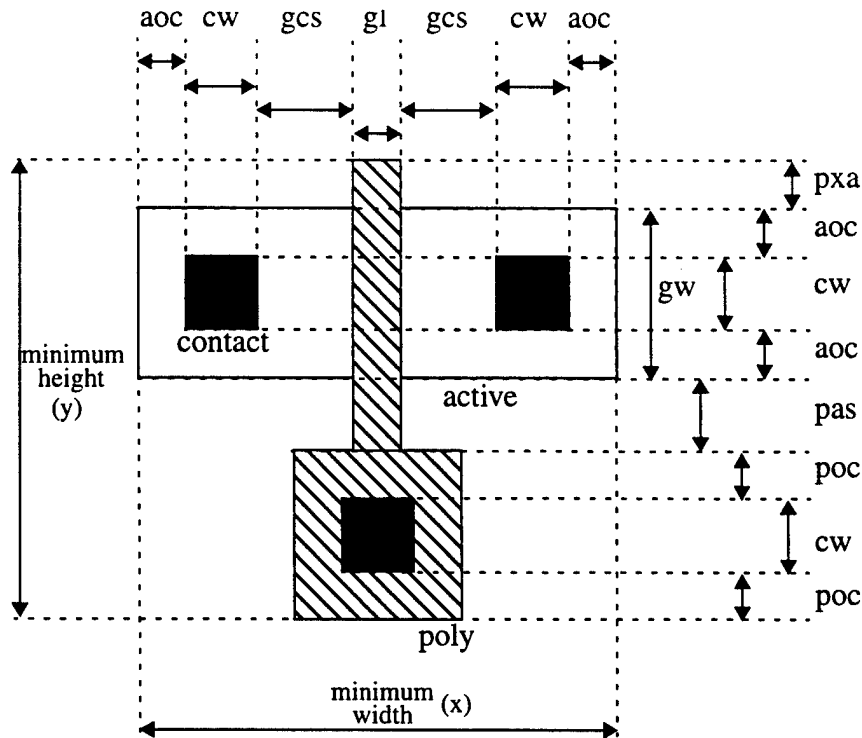 aoc cw gcs gl gcs cw aoc
pxa
aoc
gw
cw
contact
aoc
minimum
height
(y)
active
pas
poc
cw
poc
poly
minimum (x)
width